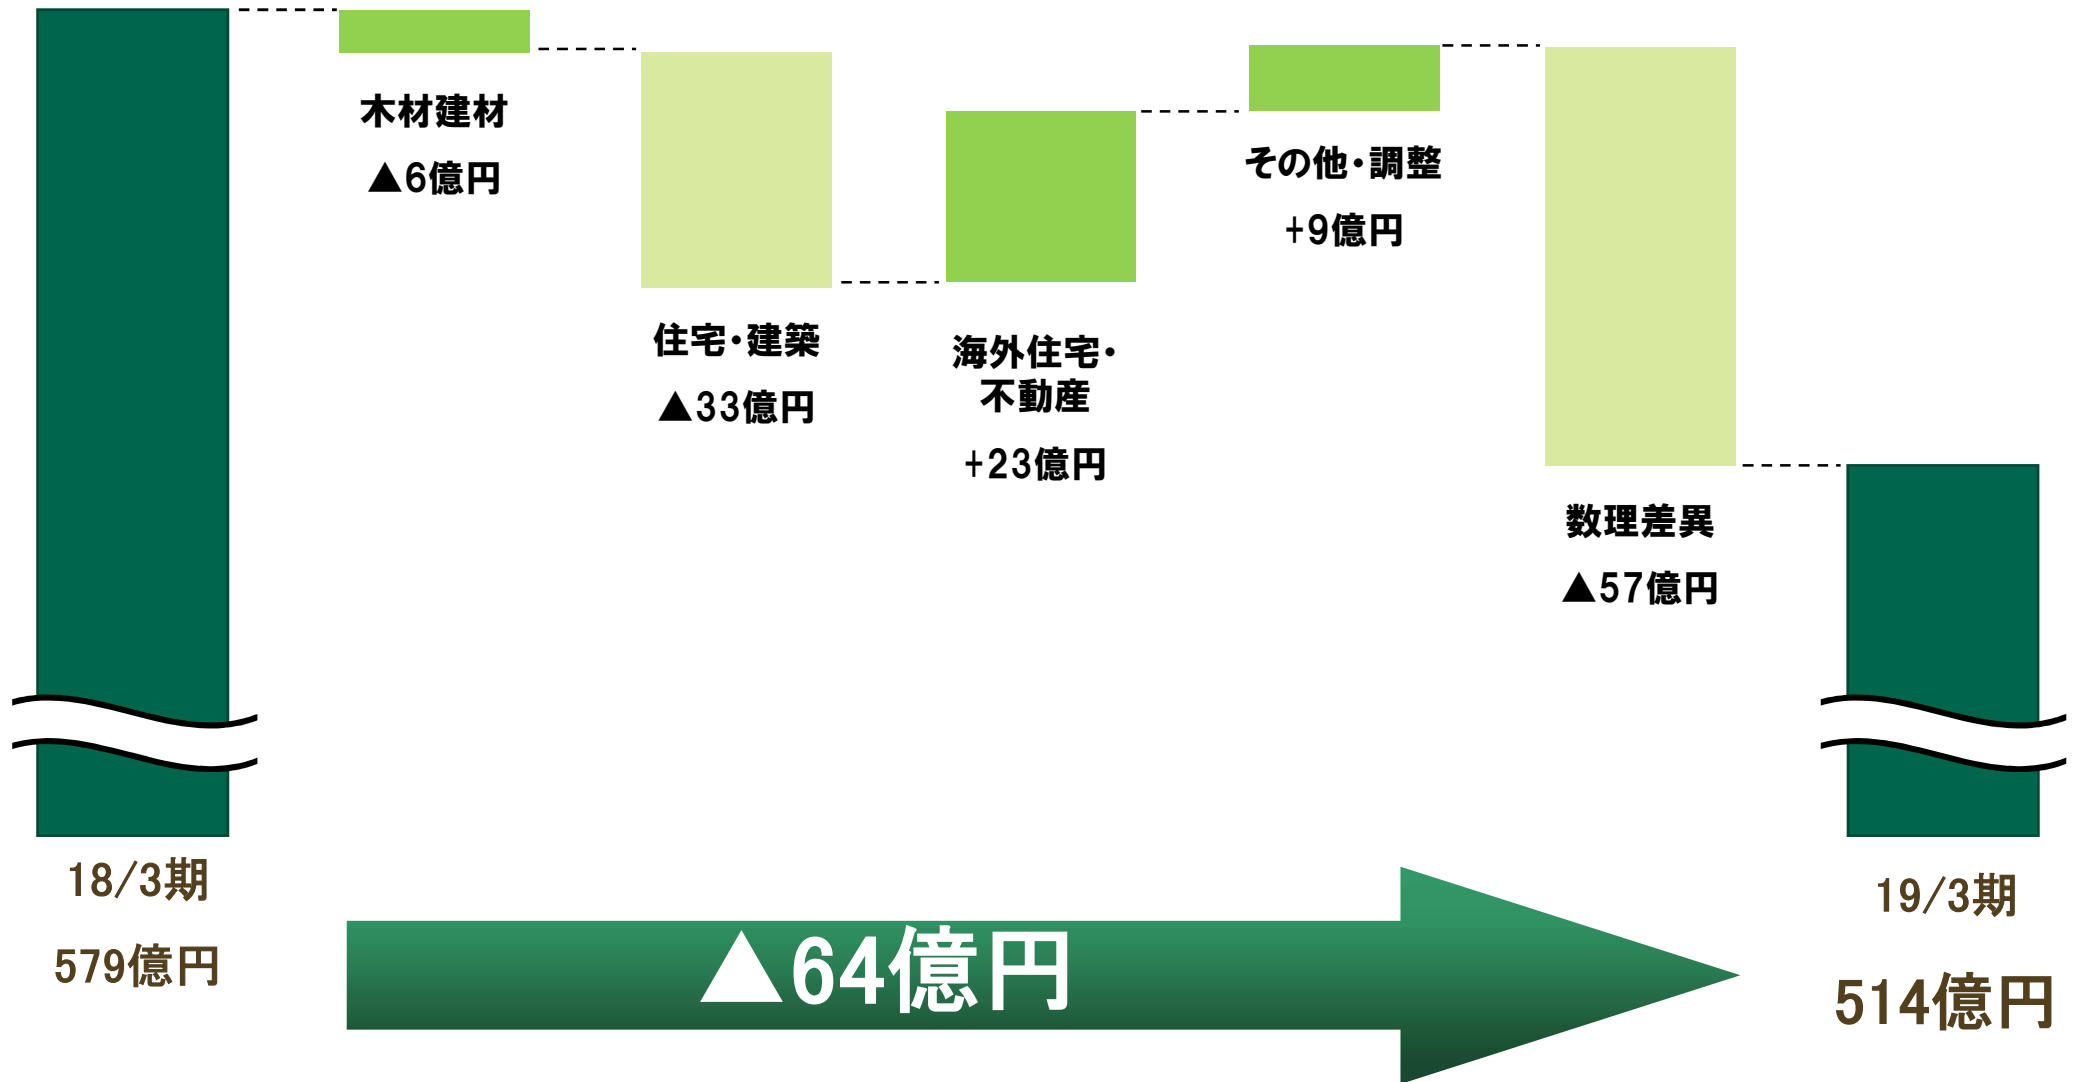 木材建材
▲6億円
住宅・建築
▲33億円
海外住宅・
不動産
+23億円
その他・調整
+9億円
数理差異
▲57億円
18/3期
579億円
▲64億円
19/3期
514億円